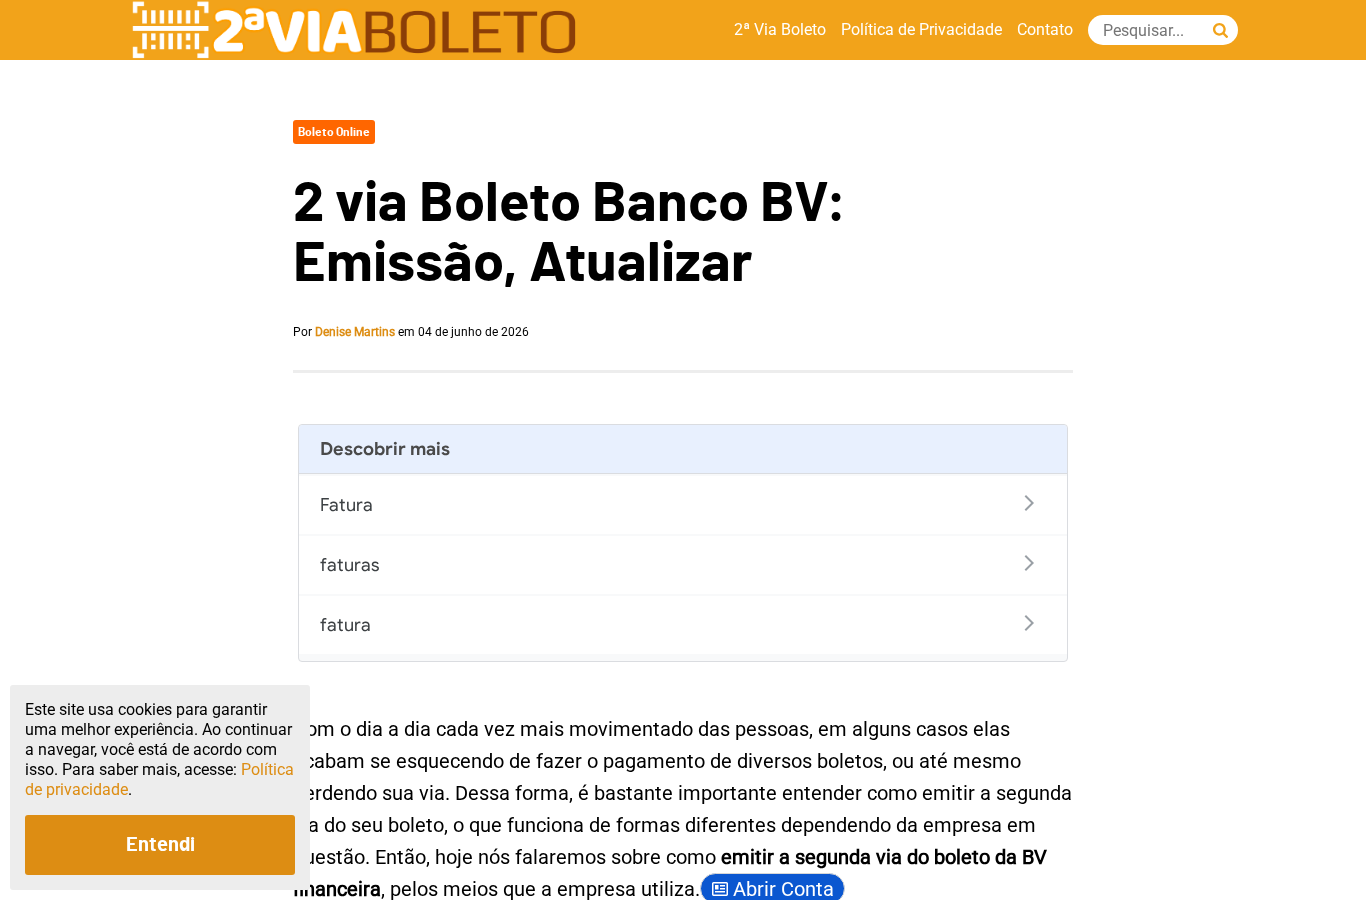 2ªVIABOLETO
2ª Via Boleto Política de Privacidade Contato Pesquisar...
Boleto Online
2 via Boleto Banco BV:
Emissão, Atualizar
Por Denise Martins em 04 de junho de 2026
Descobrir mais
Fatura
faturas
fatura
om o dia a dia cada vez mais movimentado das pessoas, em alguns casos elas
cabam se esquecendo de fazer o pagamento de diversos boletos, ou até mesmo
erdendo sua via. Dessa forma, é bastante importante entender como emitir a segunda
a do seu boleto, o que funciona de formas diferentes dependendo da empresa em
uestão. Então, hoje nós falaremos sobre como emitir a segunda via do boleto da BV
financeira, pelos meios que a empresa utiliza. Abrir Conta
Este site usa cookies para garantir
uma melhor experiência. Ao continuar
a navegar, você está de acordo com
isso. Para saber mais, acesse: Política
de privacidade.
Entendi